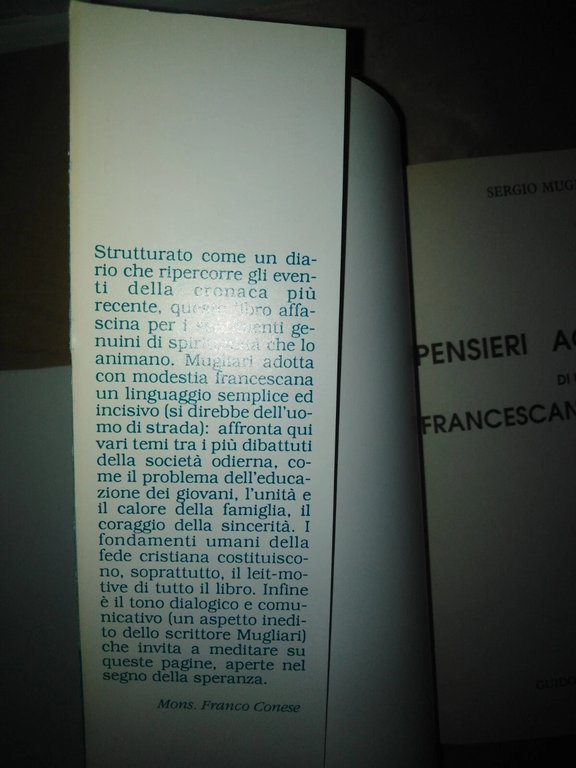 Strutturato come un dia-
rio che ripercorre gli even-
ti della cronaca più
recente, questo libro affa-
scina per i sentimenti ge-
nuini di spiritualità che lo
animano. Mugliari adotta
con modestia francescana
un linguaggio semplice ed
incisivo (si direbbe dell'uo-
mo di strada): affronta qui
vari temi tra i più dibattuti
della società odierna, co-
me il problema dell'educa-
zione dei giovani, l'unità e
il calore della famiglia, il
coraggio della sincerità. I
fondamenti umani della
fede cristiana costituisco-
no, soprattutto, il leit-mo-
tive di tutto il libro. Infine
è il tono dialogico e comu-
nicativo (un aspetto inedi-
to dello scrittore Mugliari)
che invita a meditare su
queste pagine, aperte nel
segno della speranza.
Mons. Franco Conese
SERGIO MUG
PENSIERI
DI
FRANCESCAN
GUIDO